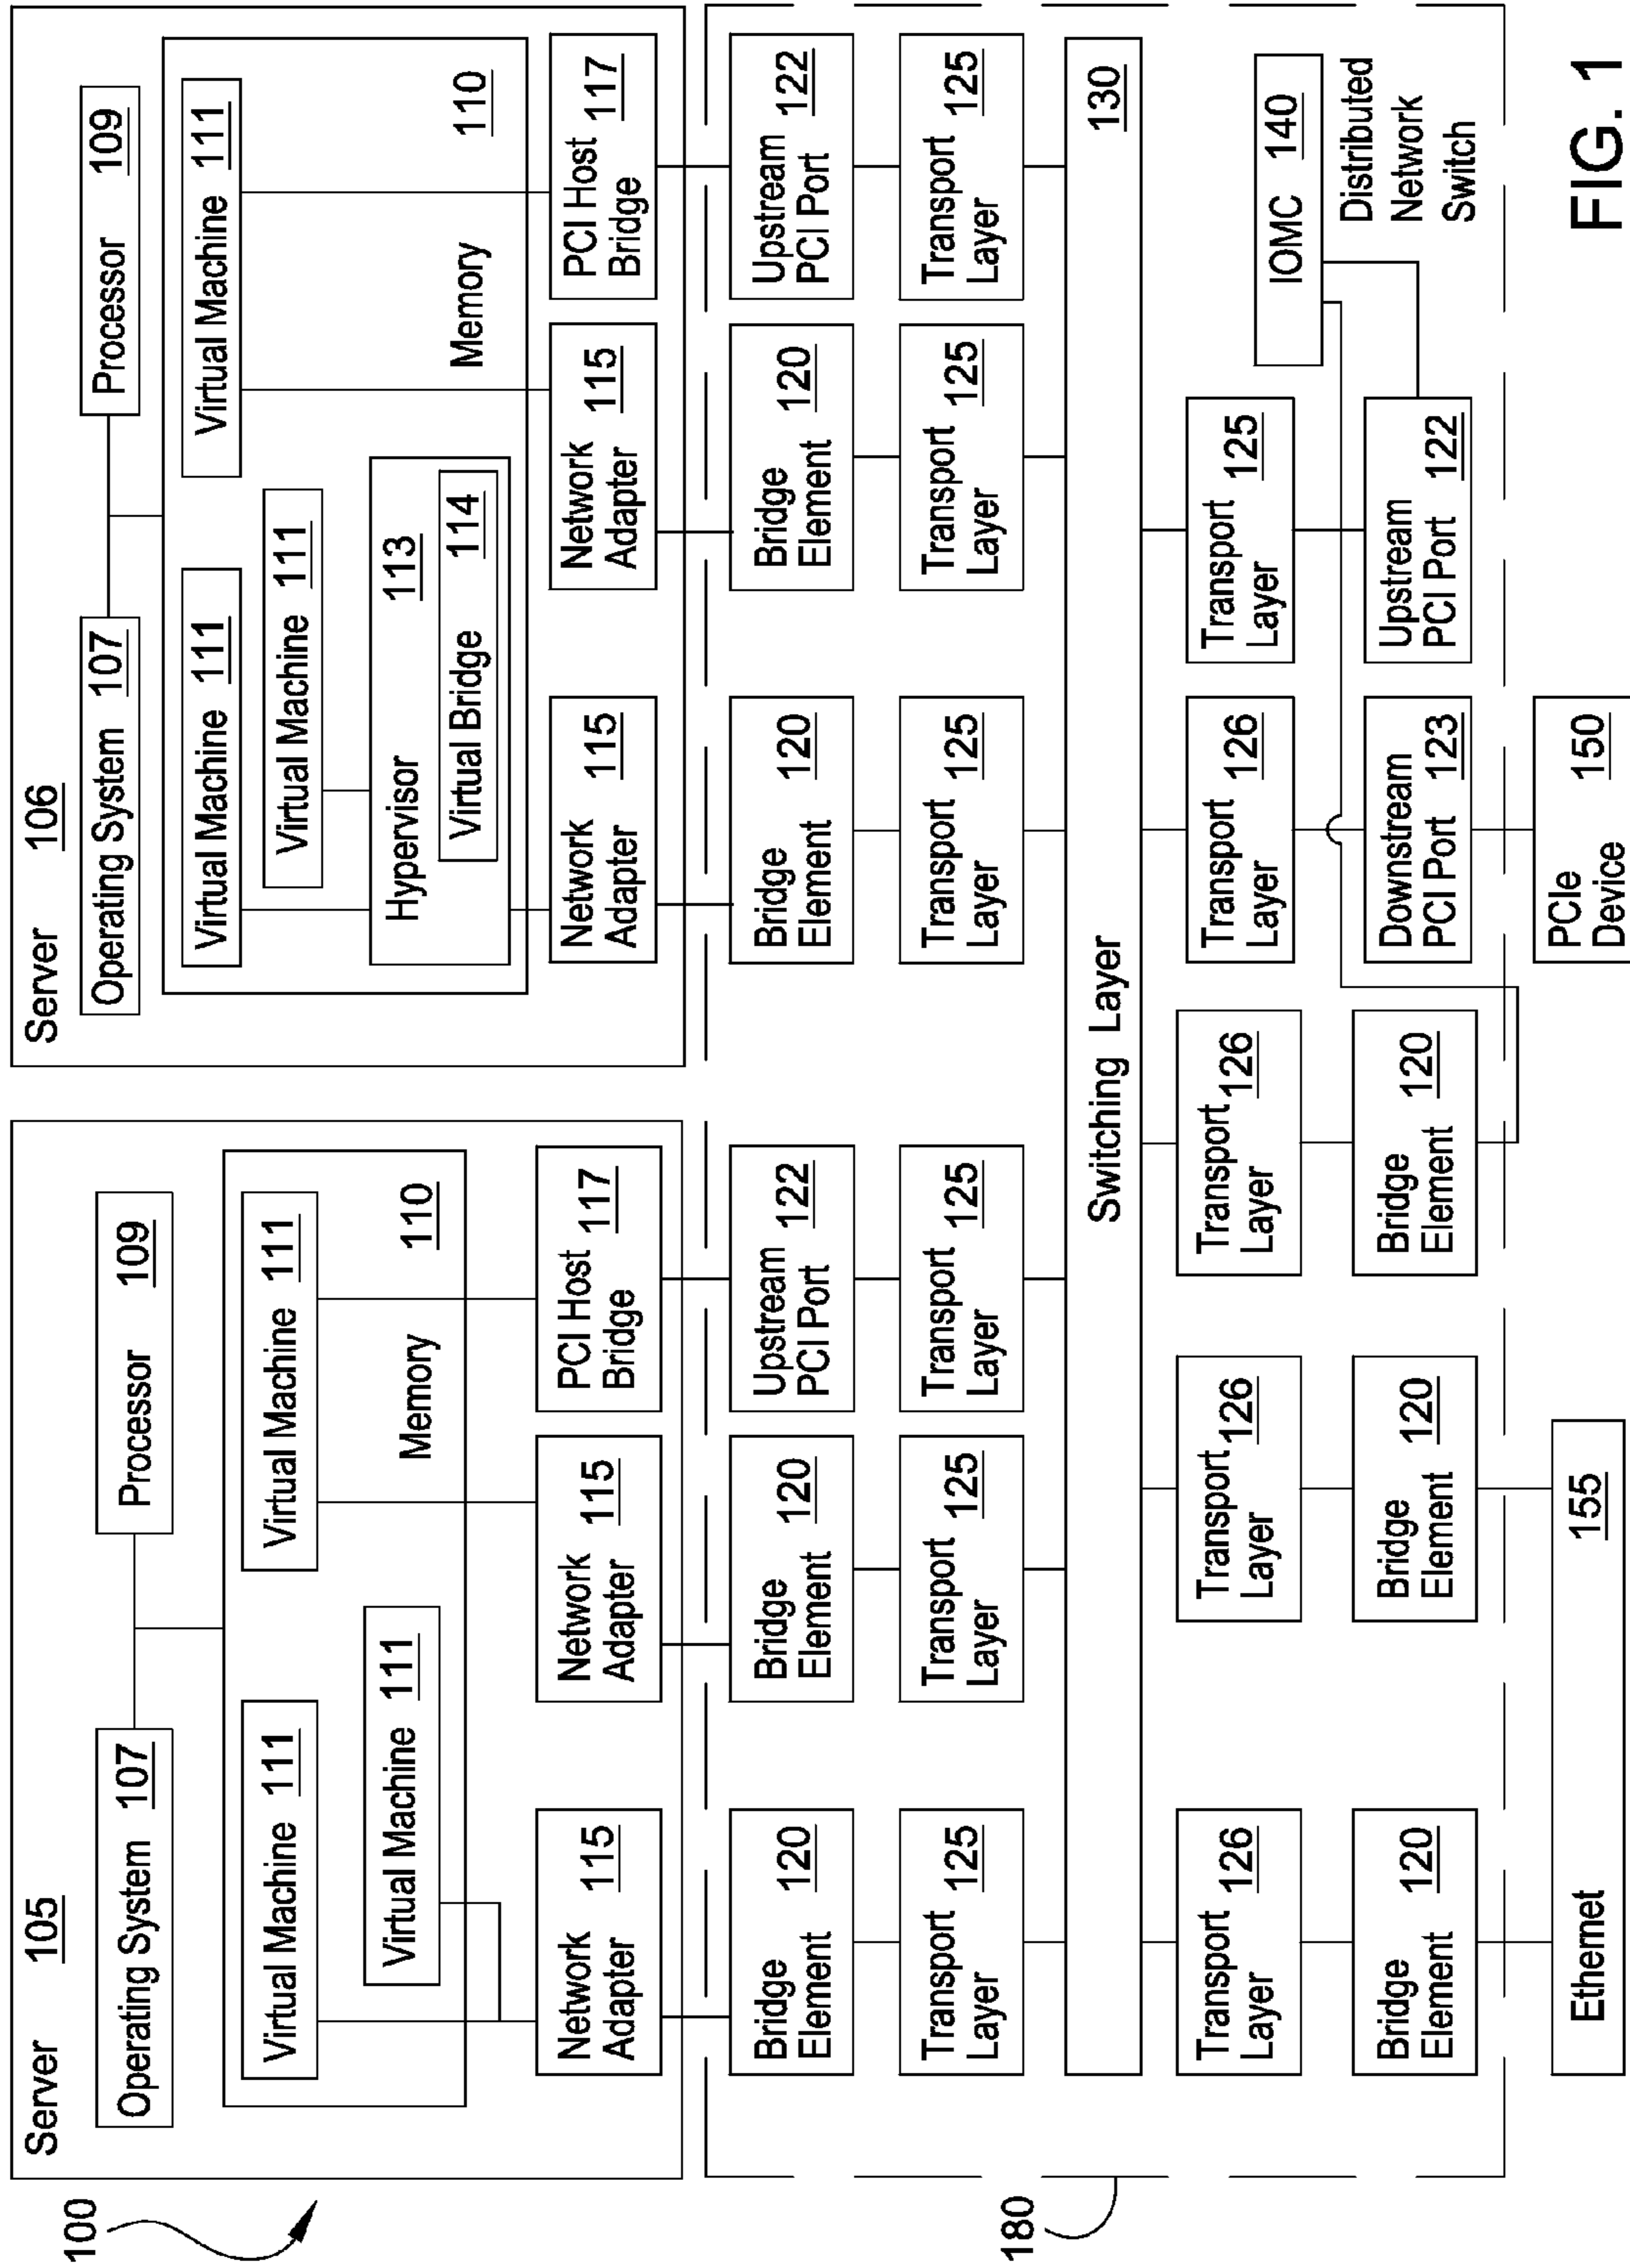 100
Server 105
Operating System 107
Processor 109
Virtual Machine 111
Virtual Machine 111
Virtual Machine 111
Memory 110
Network Adapter 115
Network Adapter 115
PCI Host Bridge 117
Server 106
Operating System 107
Processor 109
Virtual Machine 111
Virtual Machine 111
Virtual Machine 111
Hypervisor 113
Virtual Bridge 114
Memory 110
Network Adapter 115
Network Adapter 115
PCI Host Bridge 117
180
Bridge Element 120
Bridge Element 120
Upstream PCI Port 122
Bridge Element 120
Bridge Element 120
Upstream PCI Port 122
Transport Layer 125
Transport Layer 125
Transport Layer 125
Transport Layer 125
Transport Layer 125
Transport Layer 125
Switching Layer 130
Transport Layer 126
Transport Layer 126
Transport Layer 126
Transport Layer 126
Transport Layer 125
IOMC 140
Distributed
Network
Switch
Bridge Element 120
Bridge Element 120
Bridge Element 120
Downstream PCI Port 123
Upstream PCI Port 122
Ethernet 155
PCIe Device 150
FIG. 1